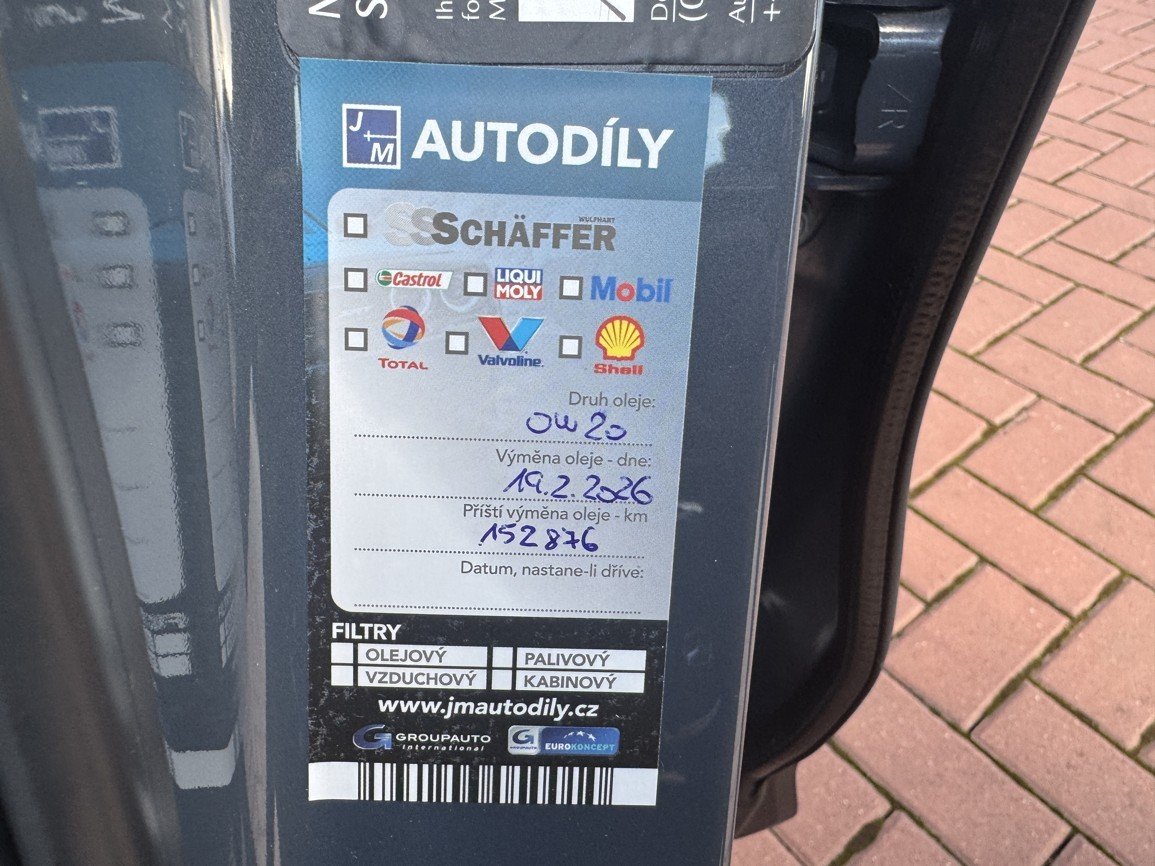 J+M AUTODÍLY
WULFHART
SCHÄFFER
Castrol LIQUI MOLY Mobil
TOTAL Valvoline. Shell
Druh oleje:
0W20
Výměna oleje - dne:
19.2.2026
Příští výměna oleje - km
152876
Datum, nastane-li dříve:
FILTRY
OLEJOVÝ PALIVOVÝ
VZDUCHOVÝ KABINOVÝ
www.jmautodily.cz
G GROUPAUTO International G GROUPAUTO EUROKONCEPT